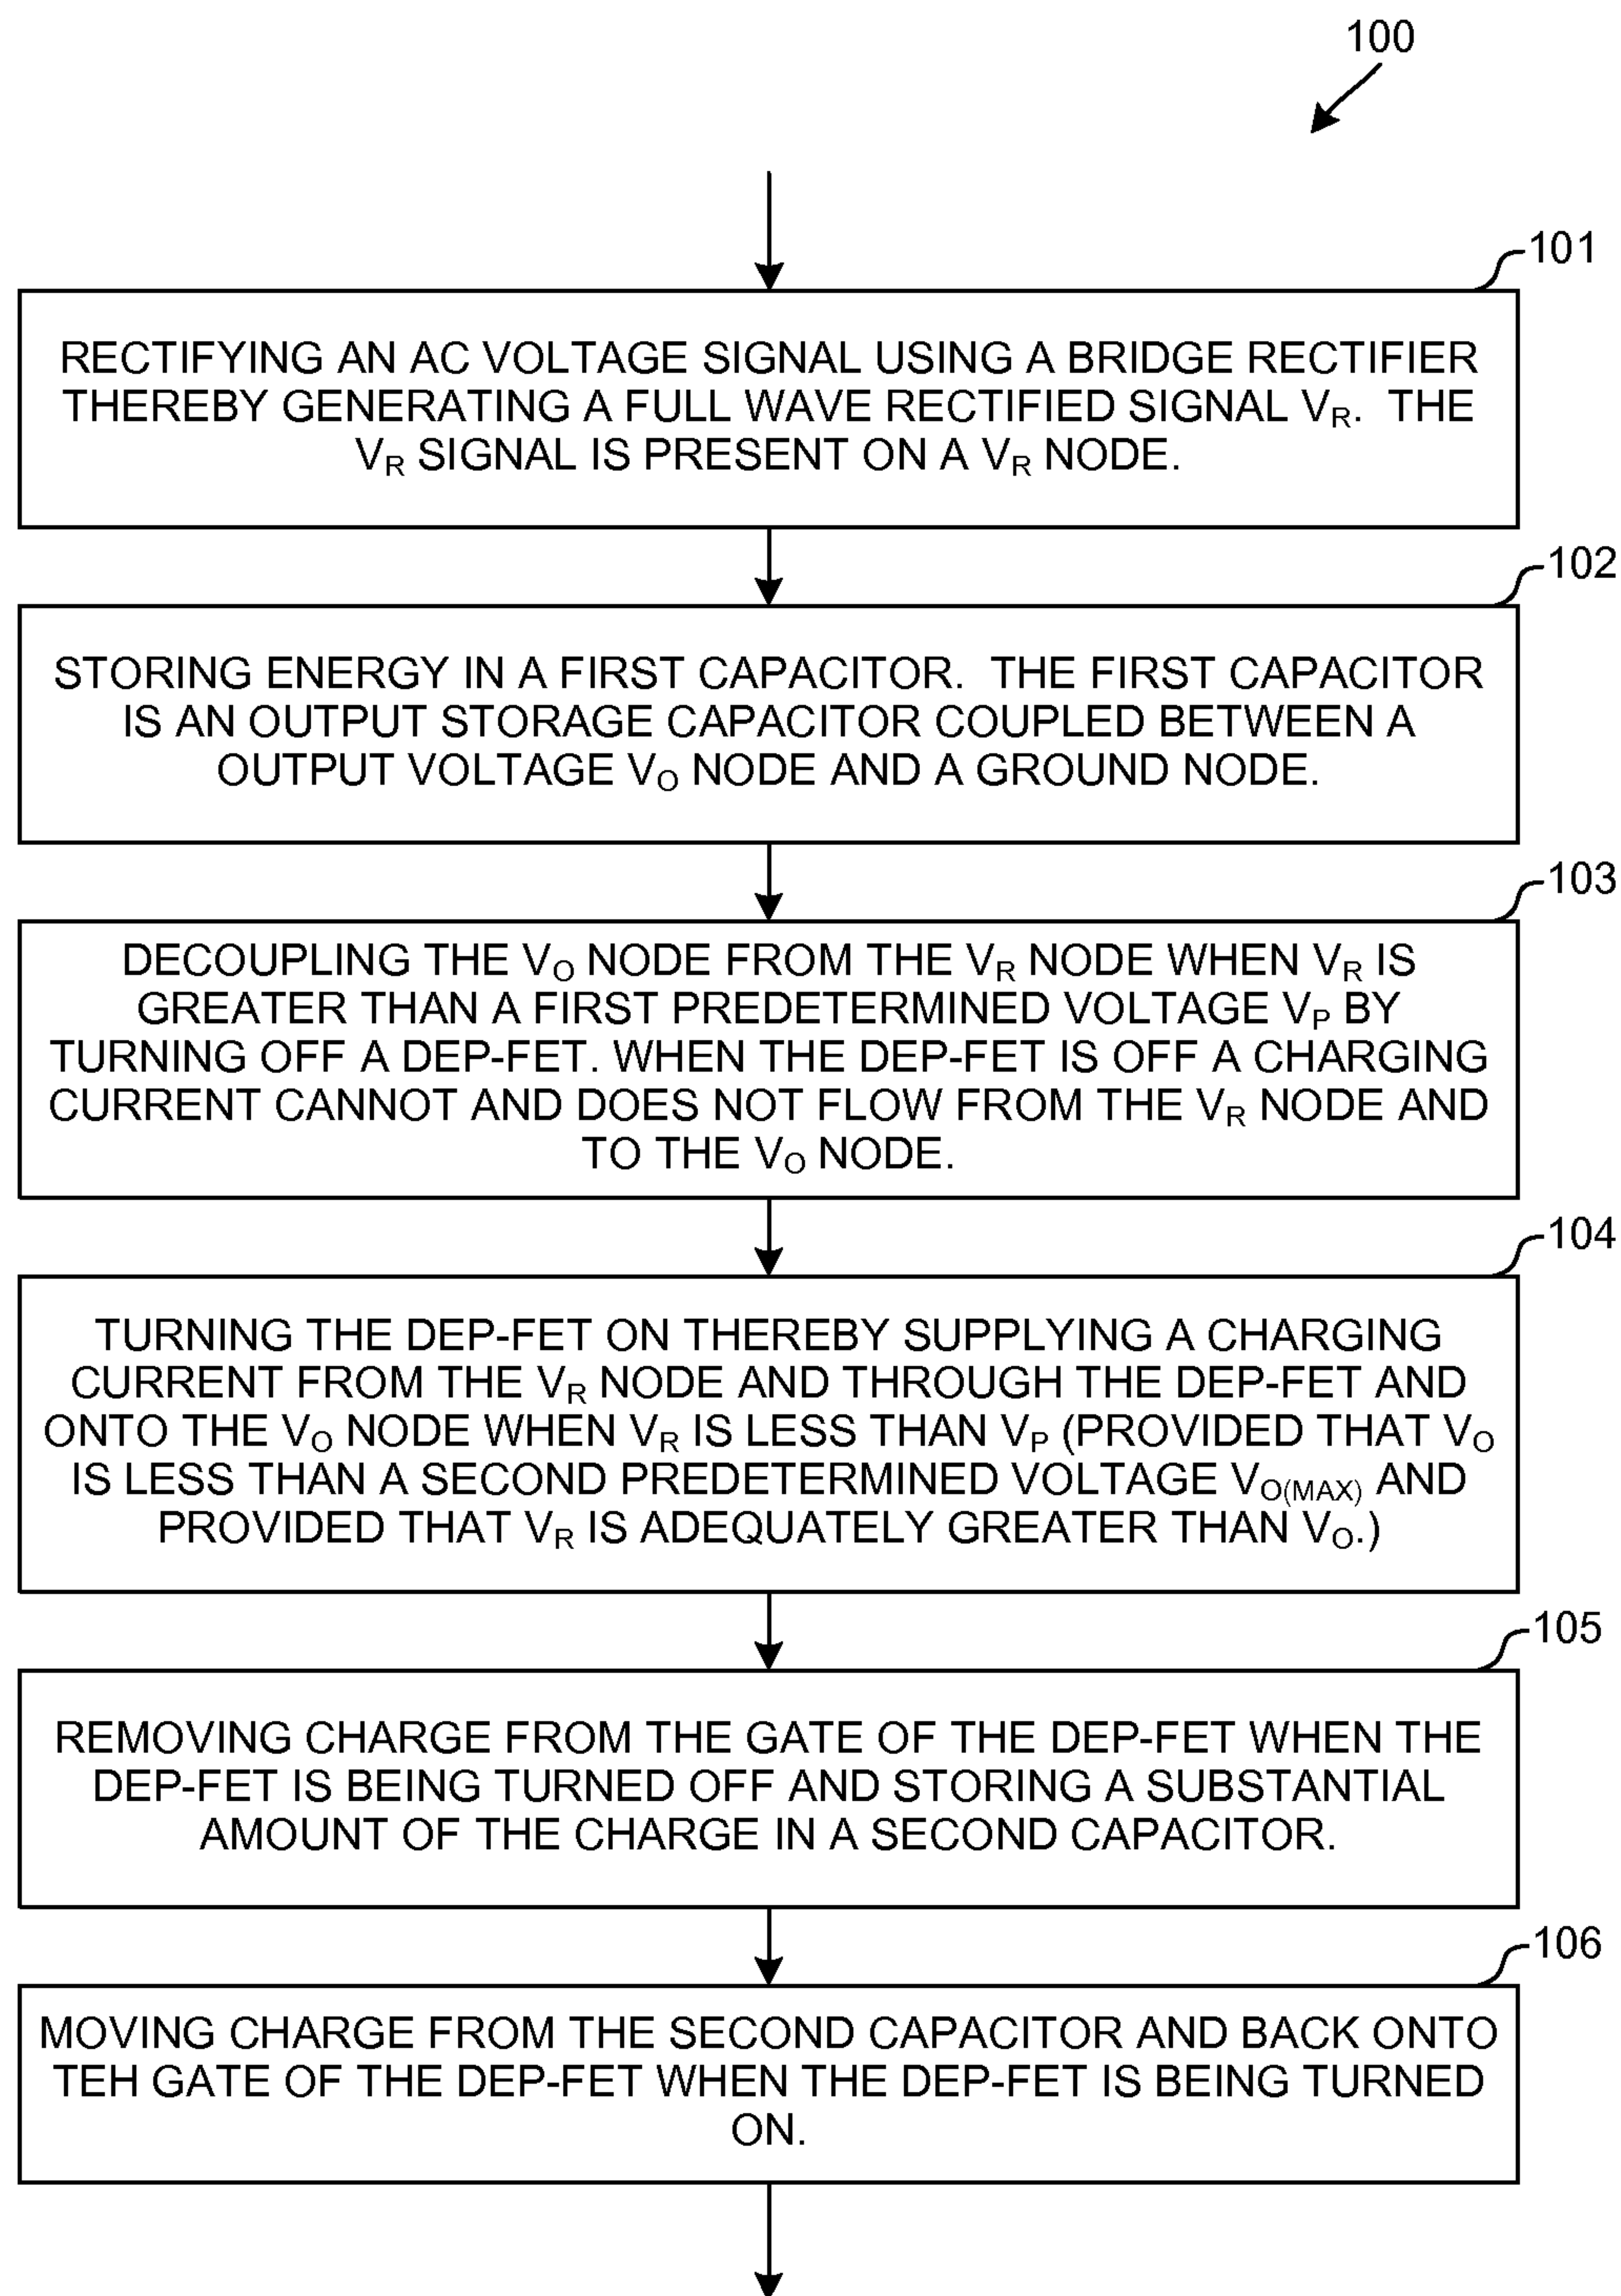 100
101
RECTIFYING AN AC VOLTAGE SIGNAL USING A BRIDGE RECTIFIER
THEREBY GENERATING A FULL WAVE RECTIFIED SIGNAL VR. THE
VR SIGNAL IS PRESENT ON A VR NODE.
102
STORING ENERGY IN A FIRST CAPACITOR. THE FIRST CAPACITOR
IS AN OUTPUT STORAGE CAPACITOR COUPLED BETWEEN A
OUTPUT VOLTAGE VO NODE AND A GROUND NODE.
103
DECOUPLING THE VO NODE FROM THE VR NODE WHEN VR IS
GREATER THAN A FIRST PREDETERMINED VOLTAGE VP BY
TURNING OFF A DEP-FET. WHEN THE DEP-FET IS OFF A CHARGING
CURRENT CANNOT AND DOES NOT FLOW FROM THE VR NODE AND
TO THE VO NODE.
104
TURNING THE DEP-FET ON THEREBY SUPPLYING A CHARGING
CURRENT FROM THE VR NODE AND THROUGH THE DEP-FET AND
ONTO THE VO NODE WHEN VR IS LESS THAN VP (PROVIDED THAT VO
IS LESS THAN A SECOND PREDETERMINED VOLTAGE VO(MAX) AND
PROVIDED THAT VR IS ADEQUATELY GREATER THAN VO.)
105
REMOVING CHARGE FROM THE GATE OF THE DEP-FET WHEN THE
DEP-FET IS BEING TURNED OFF AND STORING A SUBSTANTIAL
AMOUNT OF THE CHARGE IN A SECOND CAPACITOR.
106
MOVING CHARGE FROM THE SECOND CAPACITOR AND BACK ONTO
TEH GATE OF THE DEP-FET WHEN THE DEP-FET IS BEING TURNED
ON.